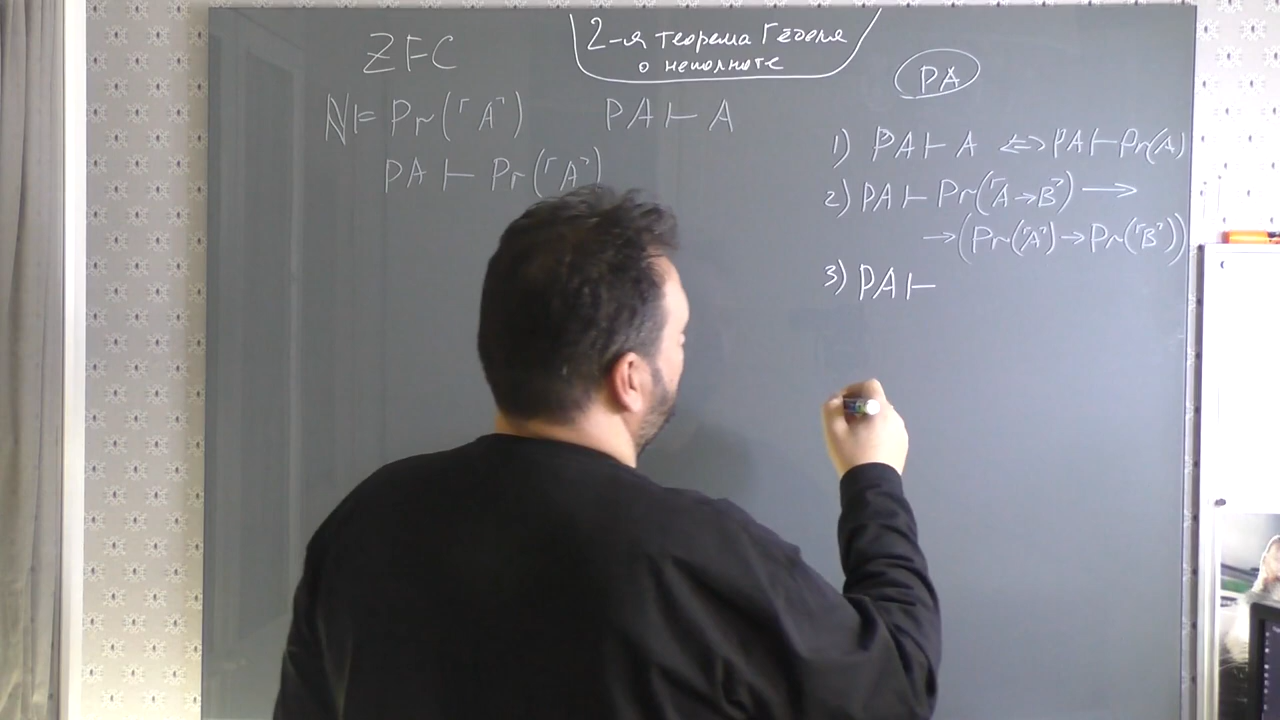 ZFC
2-я теорема Гёделя
о неполноте
PA
ℕ ⊨ Pr(⌜A⌝) PA ⊢ A
PA ⊢ Pr(⌜A⌝)
1) PA ⊢ A ⇔ PA ⊢ Pr(A)
2) PA ⊢ Pr(⌜A→B⌝) →
→(Pr(⌜A⌝)→Pr(⌜B⌝))
3) PA ⊢